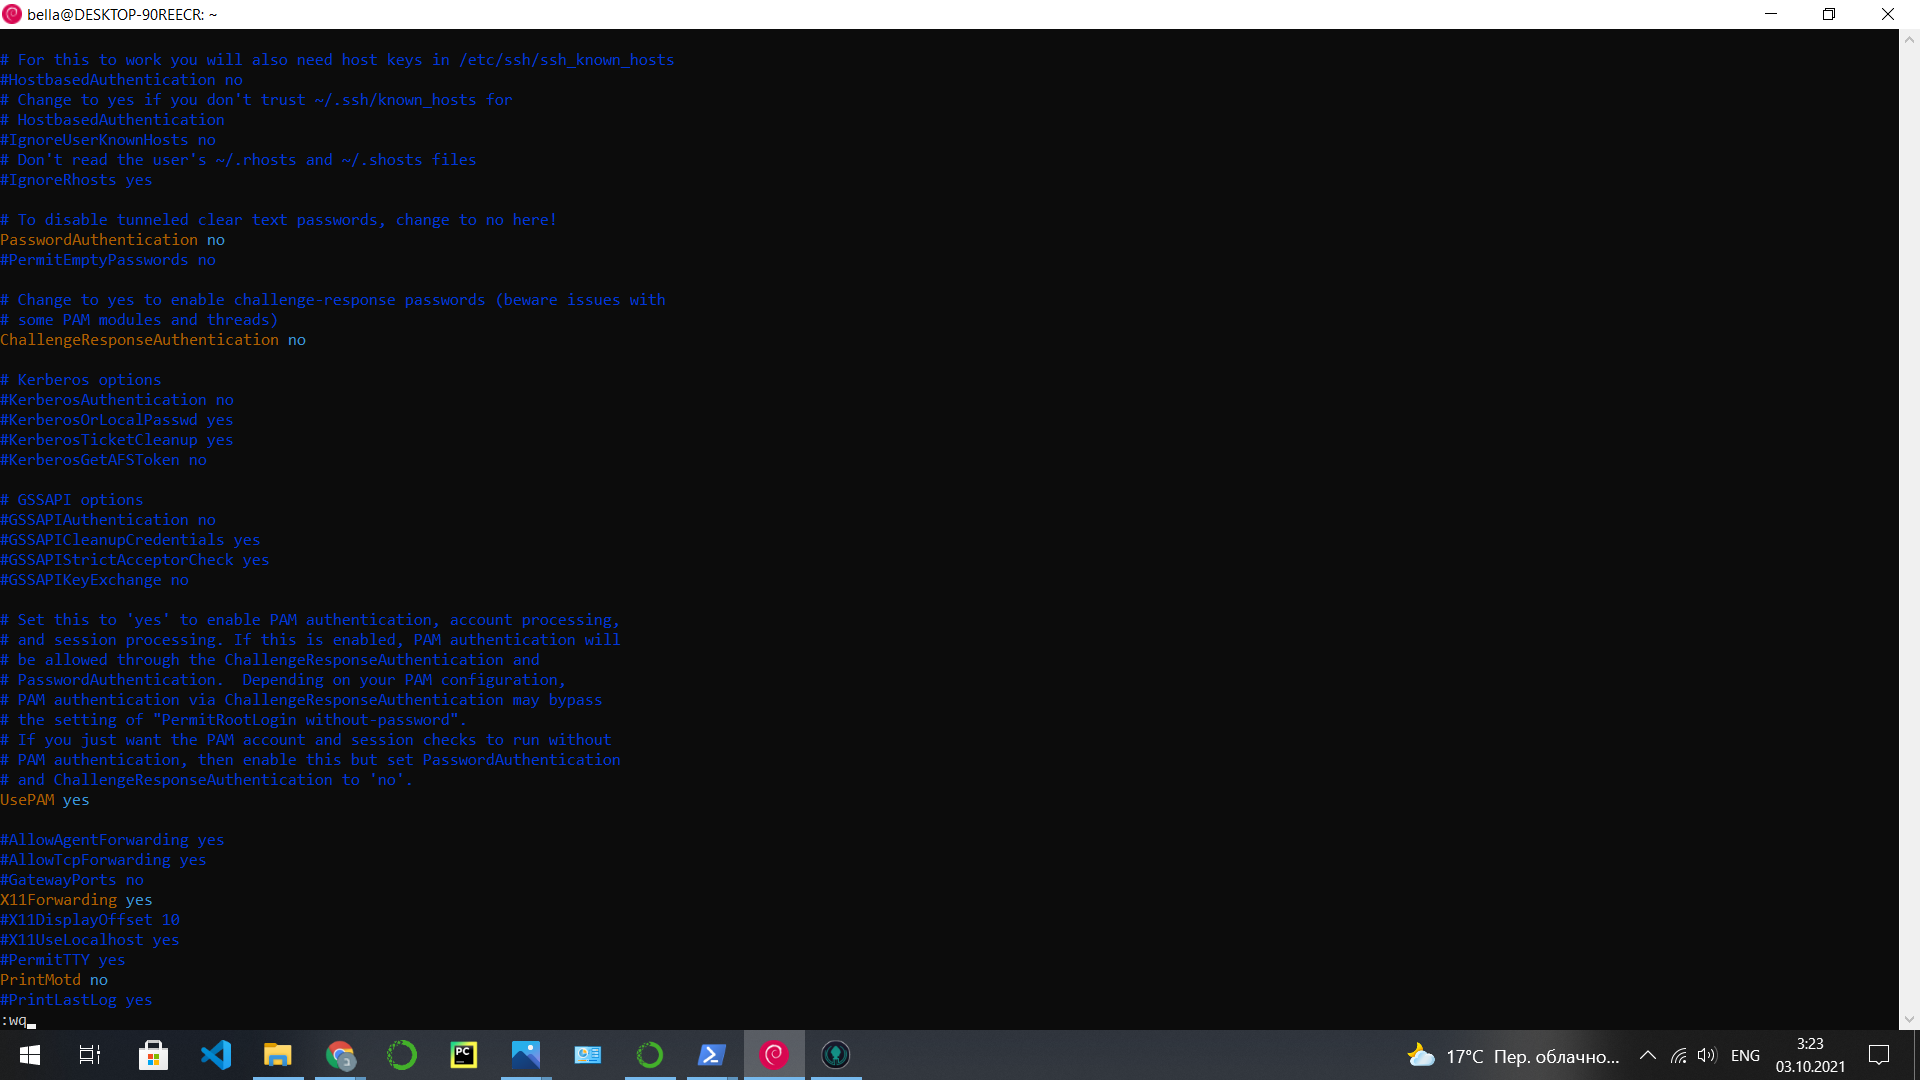 bella@DESKTOP-90REECR: ~
# For this to work you will also need host keys in /etc/ssh/ssh_known_hosts
#HostbasedAuthentication no
# Change to yes if you don't trust ~/.ssh/known_hosts for
# HostbasedAuthentication
#IgnoreUserKnownHosts no
# Don't read the user's ~/.rhosts and ~/.shosts files
#IgnoreRhosts yes
# To disable tunneled clear text passwords, change to no here!
PasswordAuthentication no
#PermitEmptyPasswords no
# Change to yes to enable challenge-response passwords (beware issues with
# some PAM modules and threads)
ChallengeResponseAuthentication no
# Kerberos options
#KerberosAuthentication no
#KerberosOrLocalPasswd yes
#KerberosTicketCleanup yes
#KerberosGetAFSToken no
# GSSAPI options
#GSSAPIAuthentication no
#GSSAPICleanupCredentials yes
#GSSAPIStrictAcceptorCheck yes
#GSSAPIKeyExchange no
# Set this to 'yes' to enable PAM authentication, account processing,
# and session processing. If this is enabled, PAM authentication will
# be allowed through the ChallengeResponseAuthentication and
# PasswordAuthentication.  Depending on your PAM configuration,
# PAM authentication via ChallengeResponseAuthentication may bypass
# the setting of "PermitRootLogin without-password".
# If you just want the PAM account and session checks to run without
# PAM authentication, then enable this but set PasswordAuthentication
# and ChallengeResponseAuthentication to 'no'.
UsePAM yes
#AllowAgentForwarding yes
#AllowTcpForwarding yes
#GatewayPorts no
X11Forwarding yes
#X11DisplayOffset 10
#X11UseLocalhost yes
#PermitTTY yes
PrintMotd no
#PrintLastLog yes
:wq
PC
3
17°C Пер. облачно...
ENG
3:23
03.10.2021